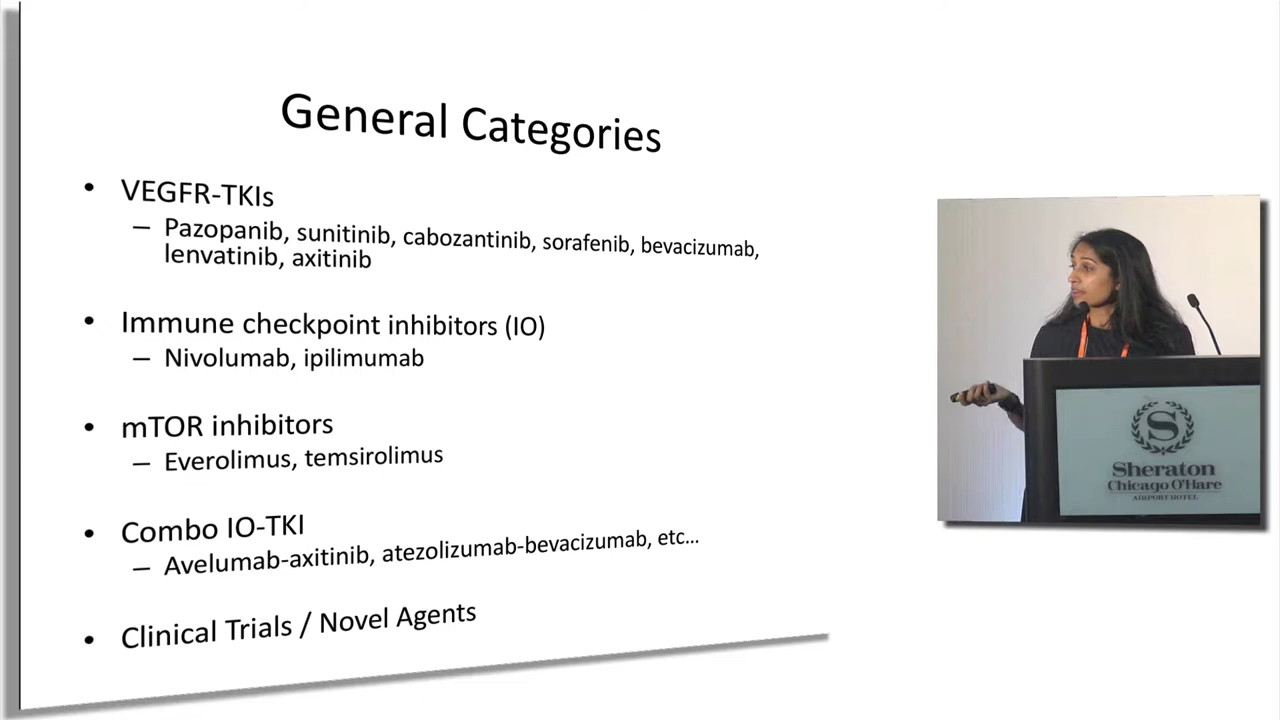 General Categories
• VEGFR-TKIs
– Pazopanib, sunitinib, cabozantinib, sorafenib, bevacizumab,
lenvatinib, axitinib
• Immune checkpoint inhibitors (IO)
– Nivolumab, ipilimumab
• mTOR inhibitors
– Everolimus, temsirolimus
• Combo IO-TKI
– Avelumab-axitinib, atezolizumab-bevacizumab, etc...
• Clinical Trials / Novel Agents
S
Sheraton
Chicago O'Hare
AIRPORT HOTEL